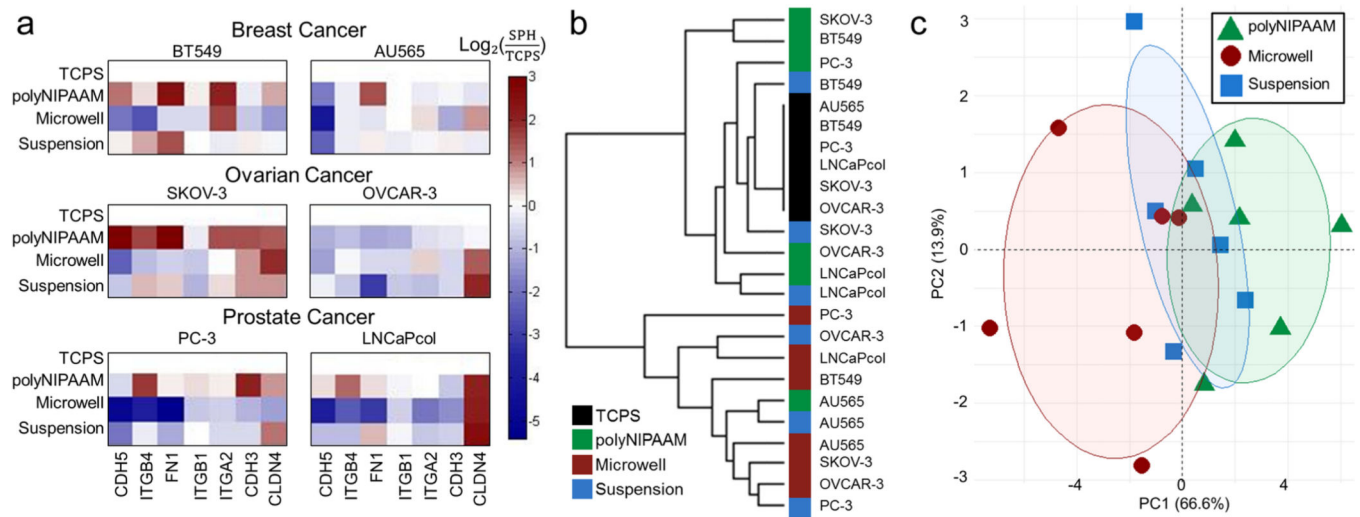 a
Breast Cancer
BT549
AU565
Log2(SPH/TCPS)
TCPS
polyNIPAAM
Microwell
Suspension
Ovarian Cancer
SKOV-3
OVCAR-3
TCPS
polyNIPAAM
Microwell
Suspension
Prostate Cancer
PC-3
LNCaPcol
TCPS
polyNIPAAM
Microwell
Suspension
CDH5
ITGB4
FN1
ITGB1
ITGA2
CDH3
CLDN4
CDH5
ITGB4
FN1
ITGB1
ITGA2
CDH3
CLDN4
3
2
1
0
-1
-2
-3
-4
-5
b
SKOV-3
BT549
PC-3
BT549
AU565
BT549
PC-3
LNCaPcol
SKOV-3
OVCAR-3
SKOV-3
OVCAR-3
LNCaPcol
LNCaPcol
PC-3
OVCAR-3
LNCaPcol
BT549
AU565
AU565
AU565
SKOV-3
OVCAR-3
PC-3
TCPS
polyNIPAAM
Microwell
Suspension
c
polyNIPAAM
Microwell
Suspension
3
2
1
0
-1
-2
-3
PC2 (13.9%)
-4
0
4
PC1 (66.6%)